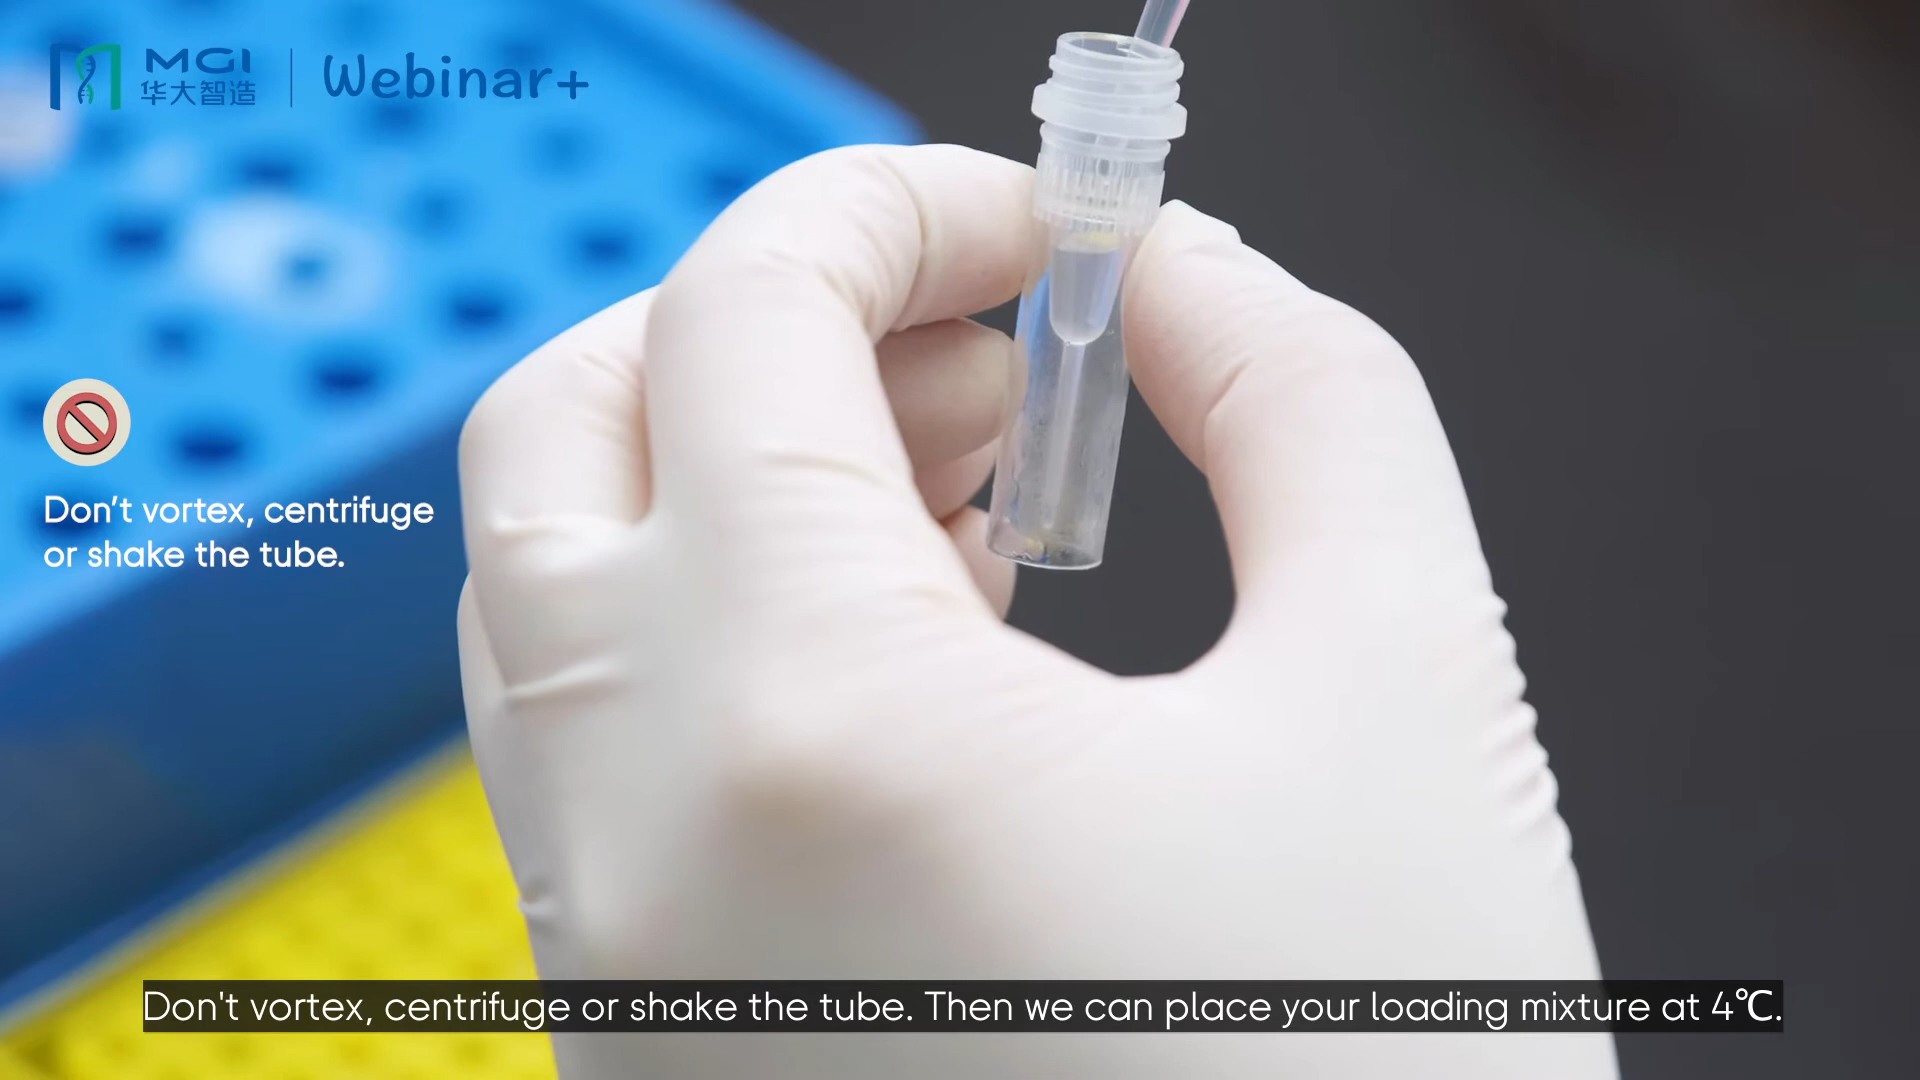 MGI
华大智造
Webinar+
Don’t vortex, centrifuge
or shake the tube.
Don't vortex, centrifuge or shake the tube. Then we can place your loading mixture at 4℃.